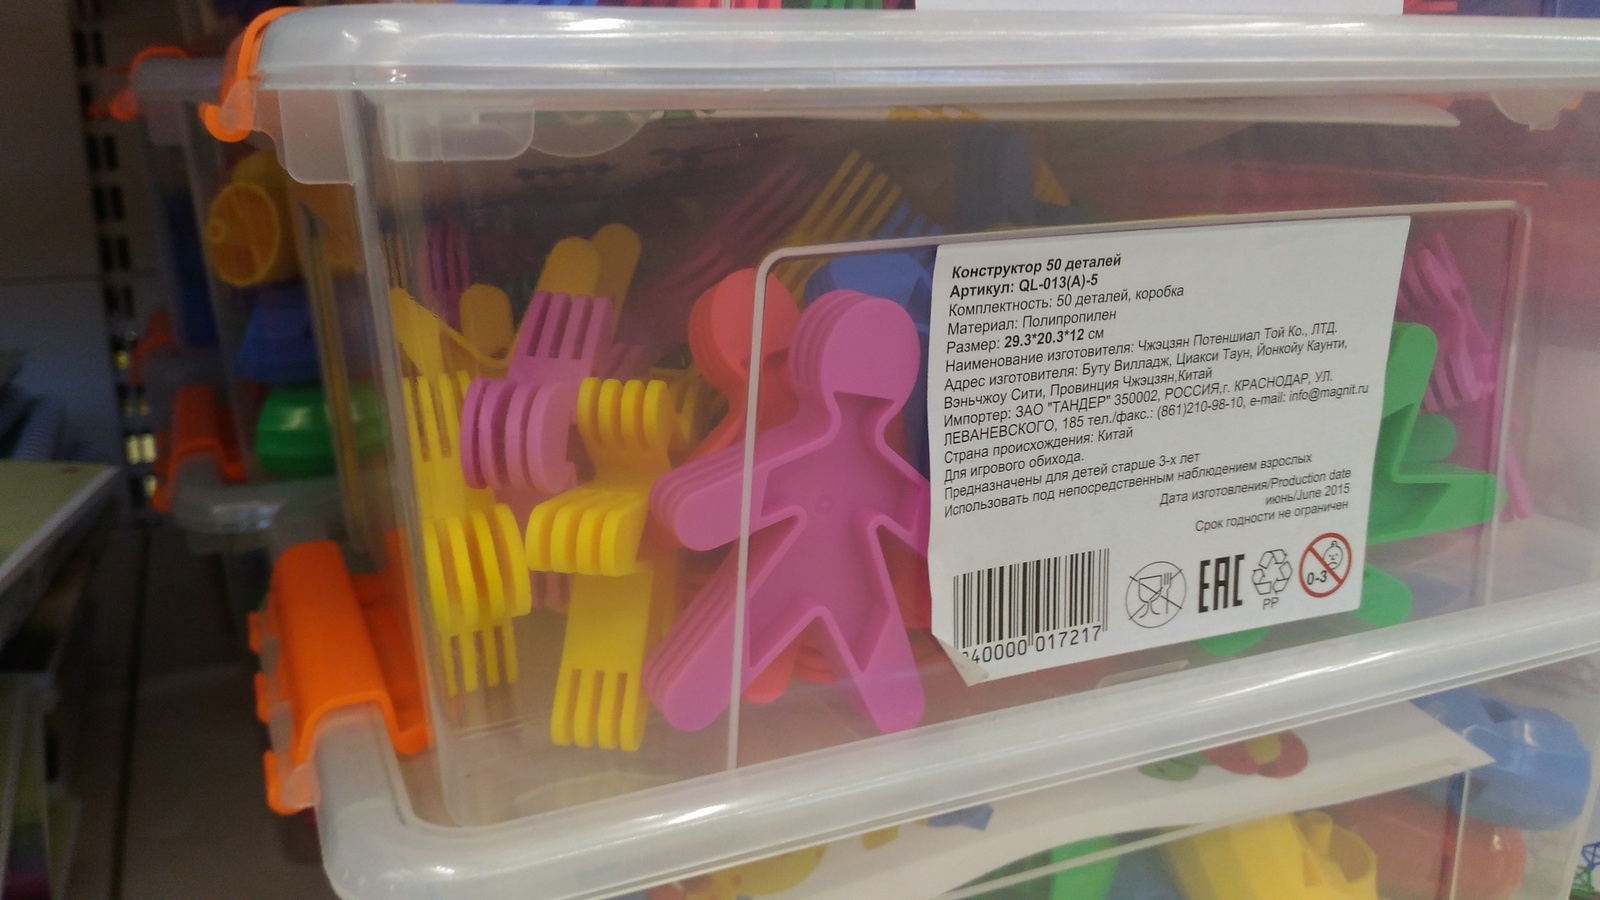 Конструктор 50 деталей
Артикул: QL-013(A)-5
Комплектность: 50 деталей, коробка
Материал: Полипропилен
Размер: 29.3*20.3*12 см
Наименование изготовителя: Чжэцзян Потеншиал Той Ко., ЛТД.
Адрес изготовителя: Буту Вилладж, Циакси Таун, Йонкойу Каунти,
Вэньчжоу Сити, Провинция Чжэцзян,Китай
Импортер: ЗАО "ТАНДЕР" 350002, РОССИЯ,г. КРАСНОДАР, УЛ.
ЛЕВАНЕВСКОГО, 185 тел./факс.: (861)210-98-10, e-mail: info@magnit.ru
Страна происхождения: Китай
Для игрового обихода.
Предназначены для детей старше 3-х лет
Использовать под непосредственным наблюдением взрослых
Дата изготовления/Production date
июнь/June 2015
Срок годности не ограничен
40000 017217
EAC
PP
0-3